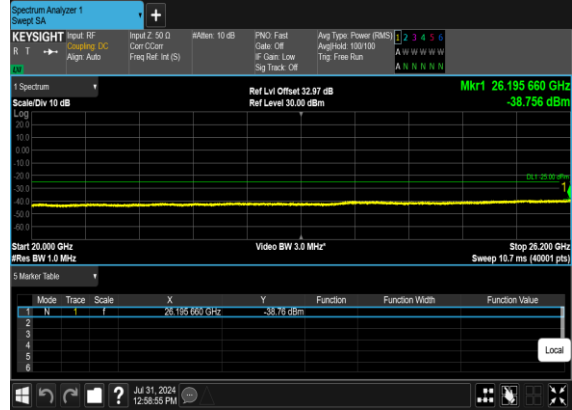 Spectrum Analyzer 1
Swept SA
+
KEYSIGHT
R T
Input: RF
Coupling: DC
Align: Auto
Input Z: 50 Ω
Corr CCorr
Freq Ref: Int (S)
#Atten: 10 dB
PNO: Fast
Gate: Off
IF Gain: Low
Sig Track: Off
Avg Type: Power (RMS)
Avg|Hold: 100/100
Trig: Free Run
1 2 3 4 5 6
A W W W W W
A N N N N N
LW
1 Spectrum
Scale/Div 10 dB
Ref Lvl Offset 32.97 dB
Ref Level 30.00 dBm
Mkr1 26.195 660 GHz
-38.756 dBm
Log
20.0
10.0
0.00
-10.0
-20.0
-30.0
-40.0
-50.0
-60.0
DL1 -25.00 dBm
1
Start 20.000 GHz
#Res BW 1.0 MHz
Video BW 3.0 MHz*
Stop 26.200 GHz
Sweep 10.7 ms (40001 pts)
5 Marker Table
Mode Trace Scale X Y Function Function Width Function Value
1 N 1 f 26.195 660 GHz -38.76 dBm
2
3
4
5
6
Local
?
Jul 31, 2024
12:58:55 PM